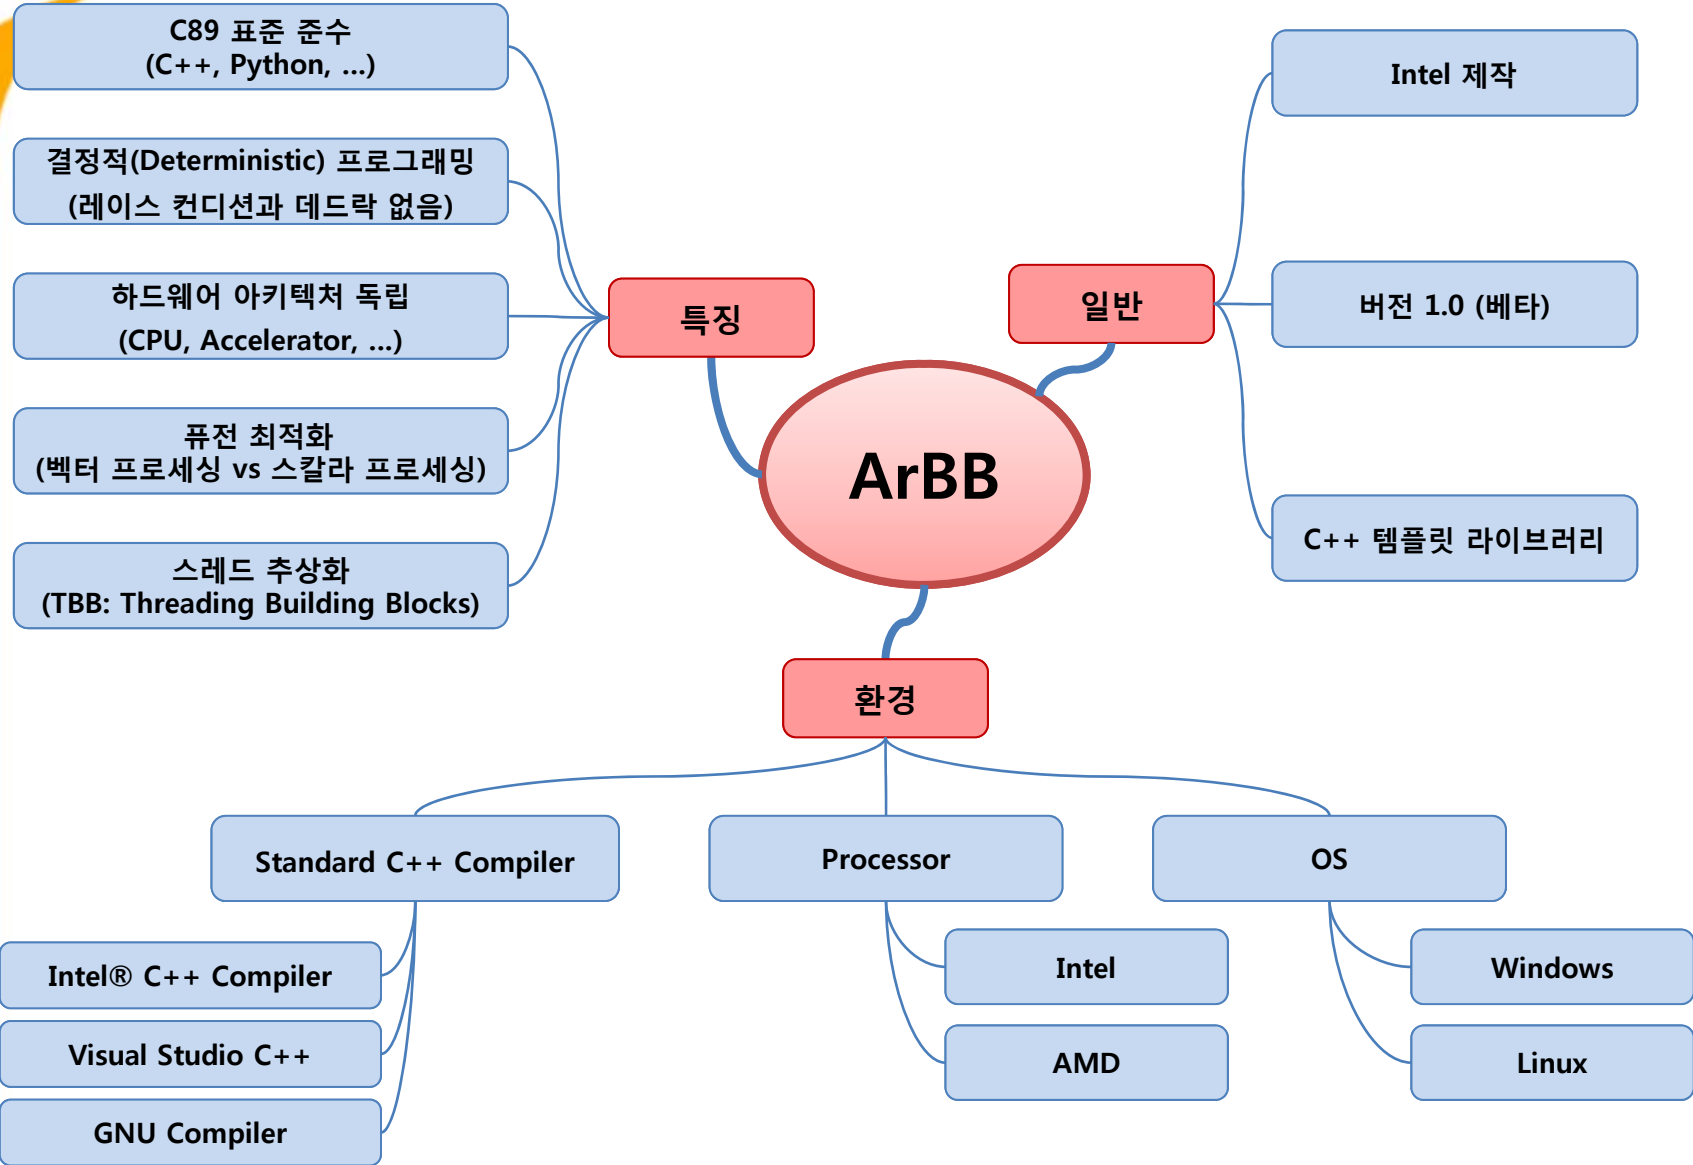 C89 표준 준수
(C++, Python, ...)
결정적(Deterministic) 프로그래밍
(레이스 컨디션과 데드락 없음)
하드웨어 아키텍처 독립
(CPU, Accelerator, ...)
퓨전 최적화
(벡터 프로세싱 vs 스칼라 프로세싱)
스레드 추상화
(TBB: Threading Building Blocks)
특징
일반
Intel 제작
버전 1.0 (베타)
C++ 템플릿 라이브러리
ArBB
환경
Standard C++ Compiler
Intel® C++ Compiler
Visual Studio C++
GNU Compiler
Processor
Intel
AMD
OS
Windows
Linux